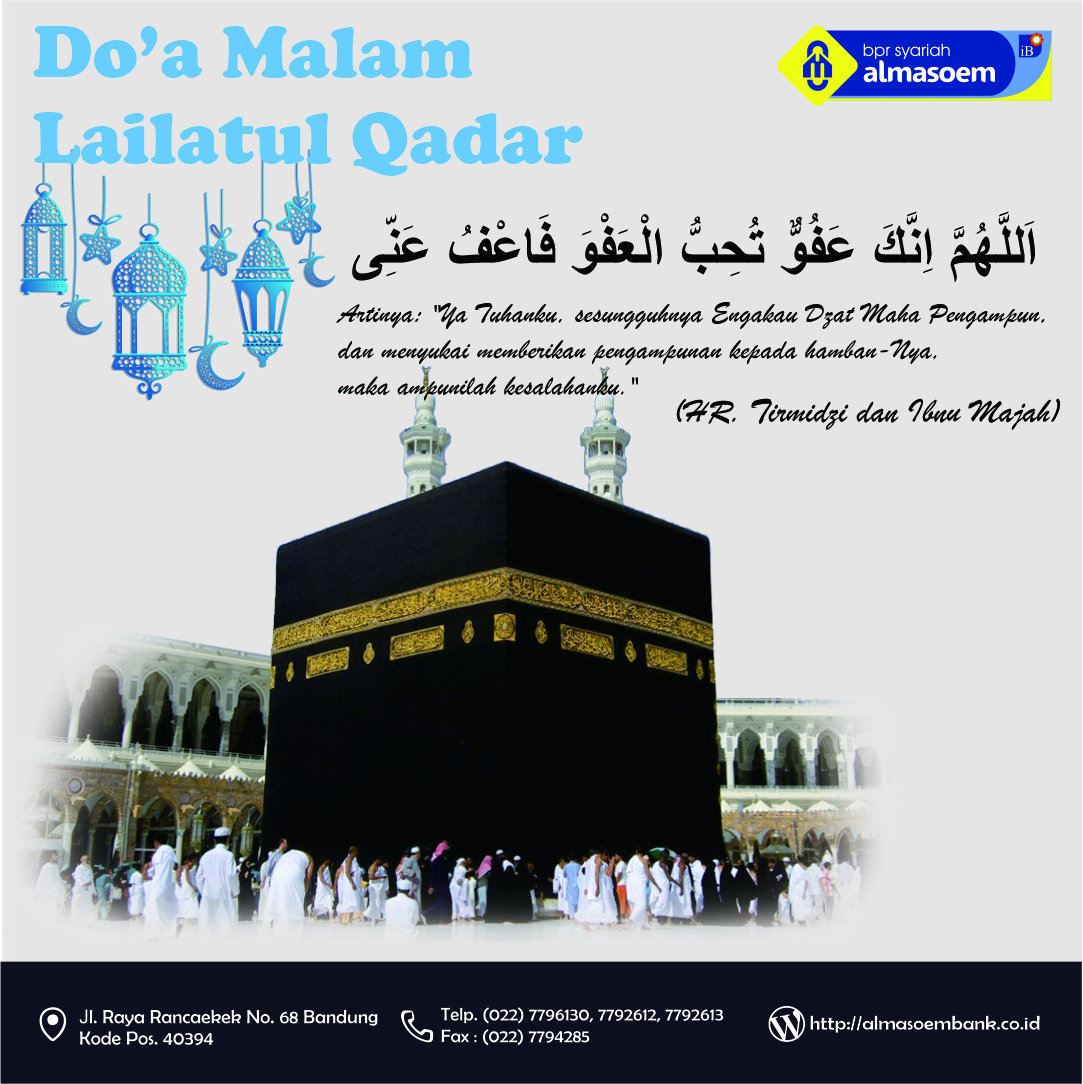 Do'a Malam
Lailatul Qadar
bpr syariah
almasoem
iB
اَللَّهُمَّ اِنَّكَ عَفُوٌّ تُحِبُّ الْعَفْوَ فَاعْفُ عَنِّى
Artinya: "Ya Tuhanku, sesungguhnya Engakau Dzat Maha Pengampun,
dan menyukai memberikan pengampunan kepada hamban-Nya,
maka ampunilah kesalahanku."
(HR. Tirmidzi dan Ibnu Majah)
Jl. Raya Rancaekek No. 68 Bandung
Kode Pos. 40394
Telp. (022) 7796130, 7792612, 7792613
Fax : (022) 7794285
http://almasoembank.co.id